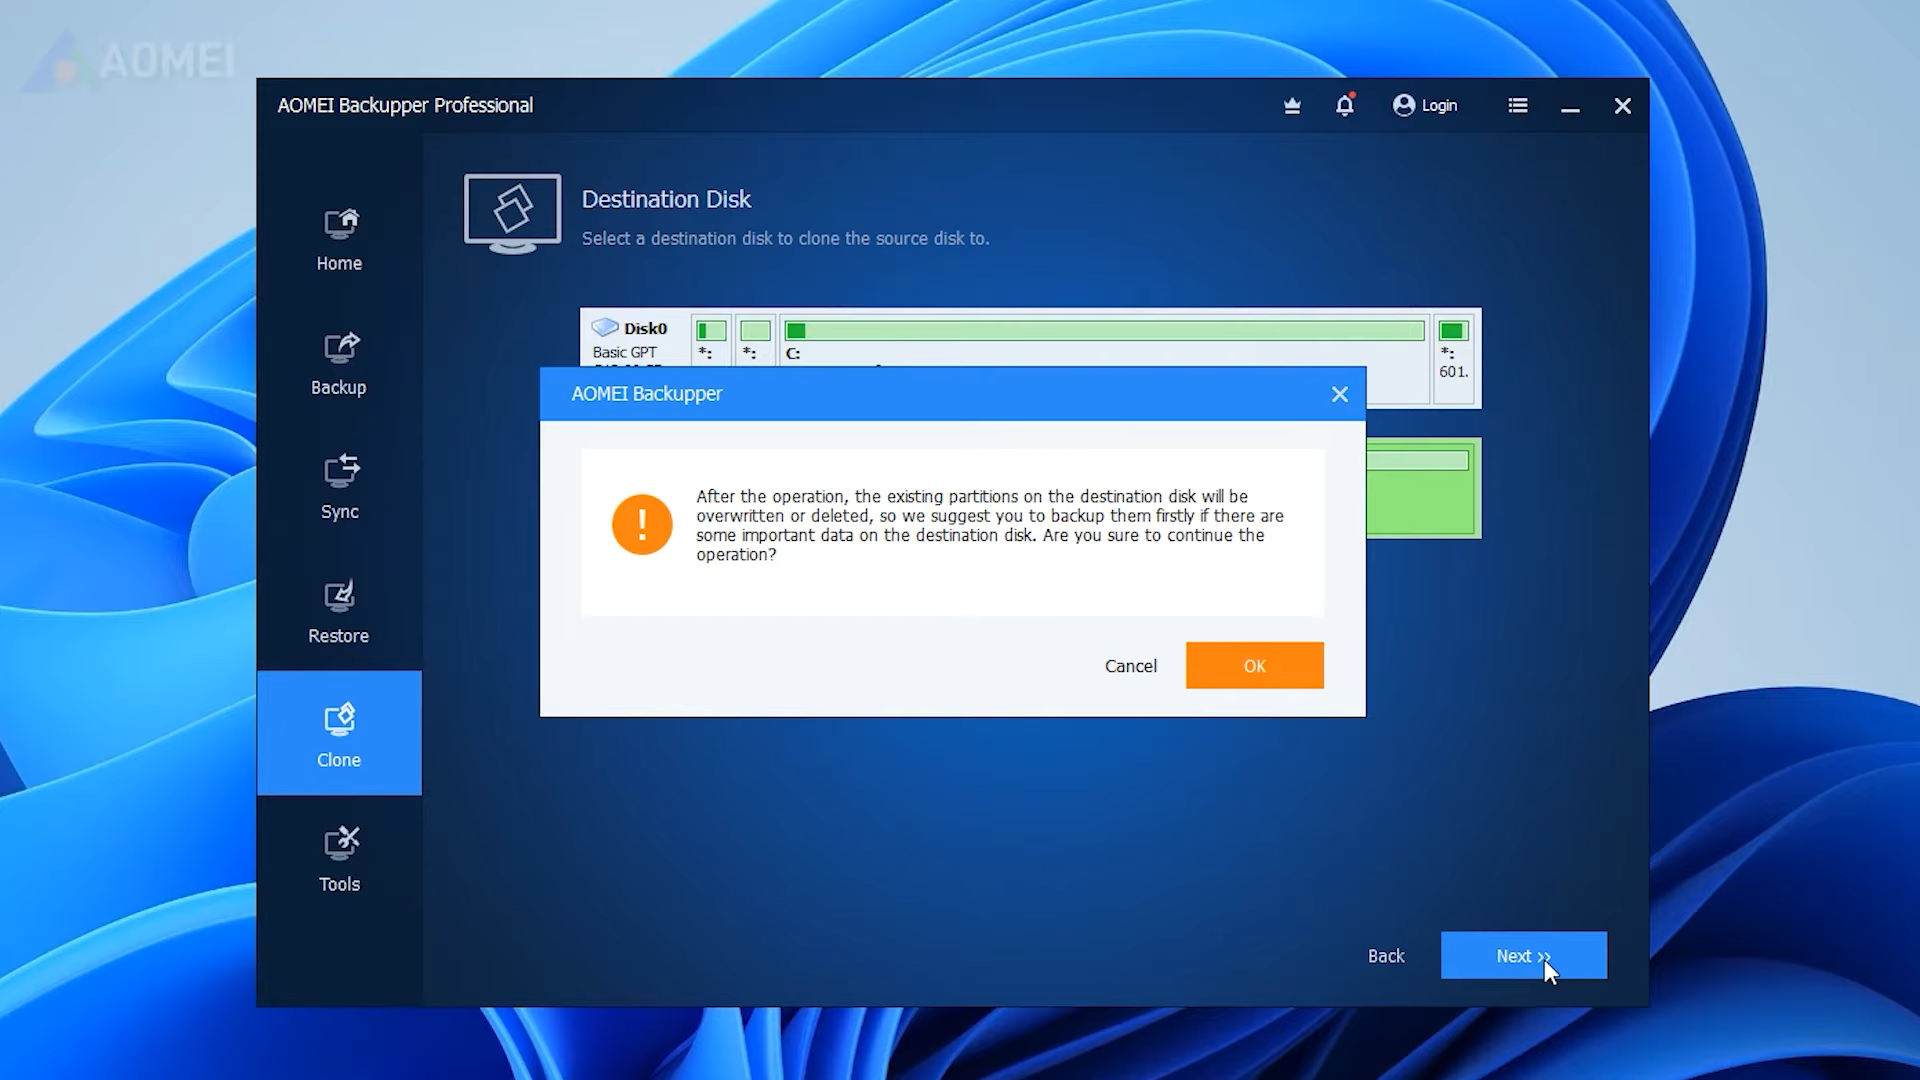 AOMEI
AOMEI Backupper Professional
Login
Destination Disk
Select a destination disk to clone the source disk to.
Home
Backup
Sync
Restore
Clone
Tools
Disk0
Basic GPT
*:
*:
C:
*:
601.
AOMEI Backupper
After the operation, the existing partitions on the destination disk will be
overwritten or deleted, so we suggest you to backup them firstly if there are
some important data on the destination disk. Are you sure to continue the
operation?
Cancel
OK
Back
Next >>